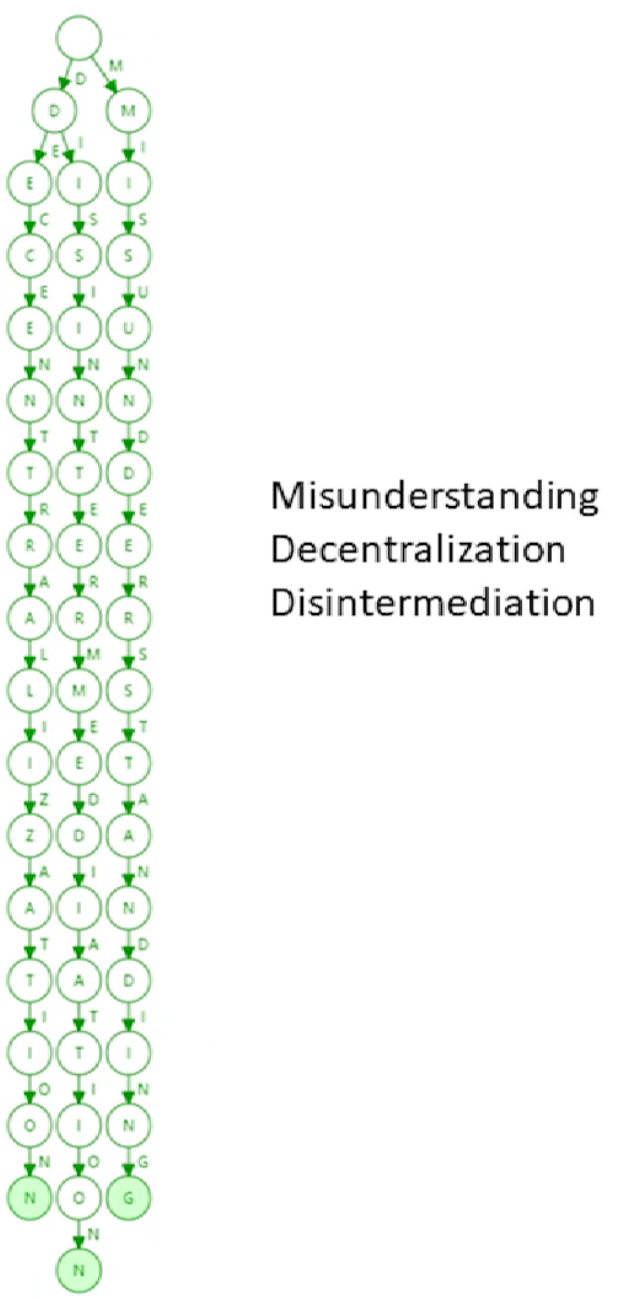 D M
D M
E I I
E I I
C S S
C S S
E I U
E I U
N N N
N N N
T T D
T T D
R E E
R E E
A R R
A R R
L M S
L M S
I E T
I E T
Z D A
Z D A
A I N
A I N
T A D
T A D
I T I
I T I
O I N
O I N
N O G
N O G
N
N
Misunderstanding
Decentralization
Disintermediation